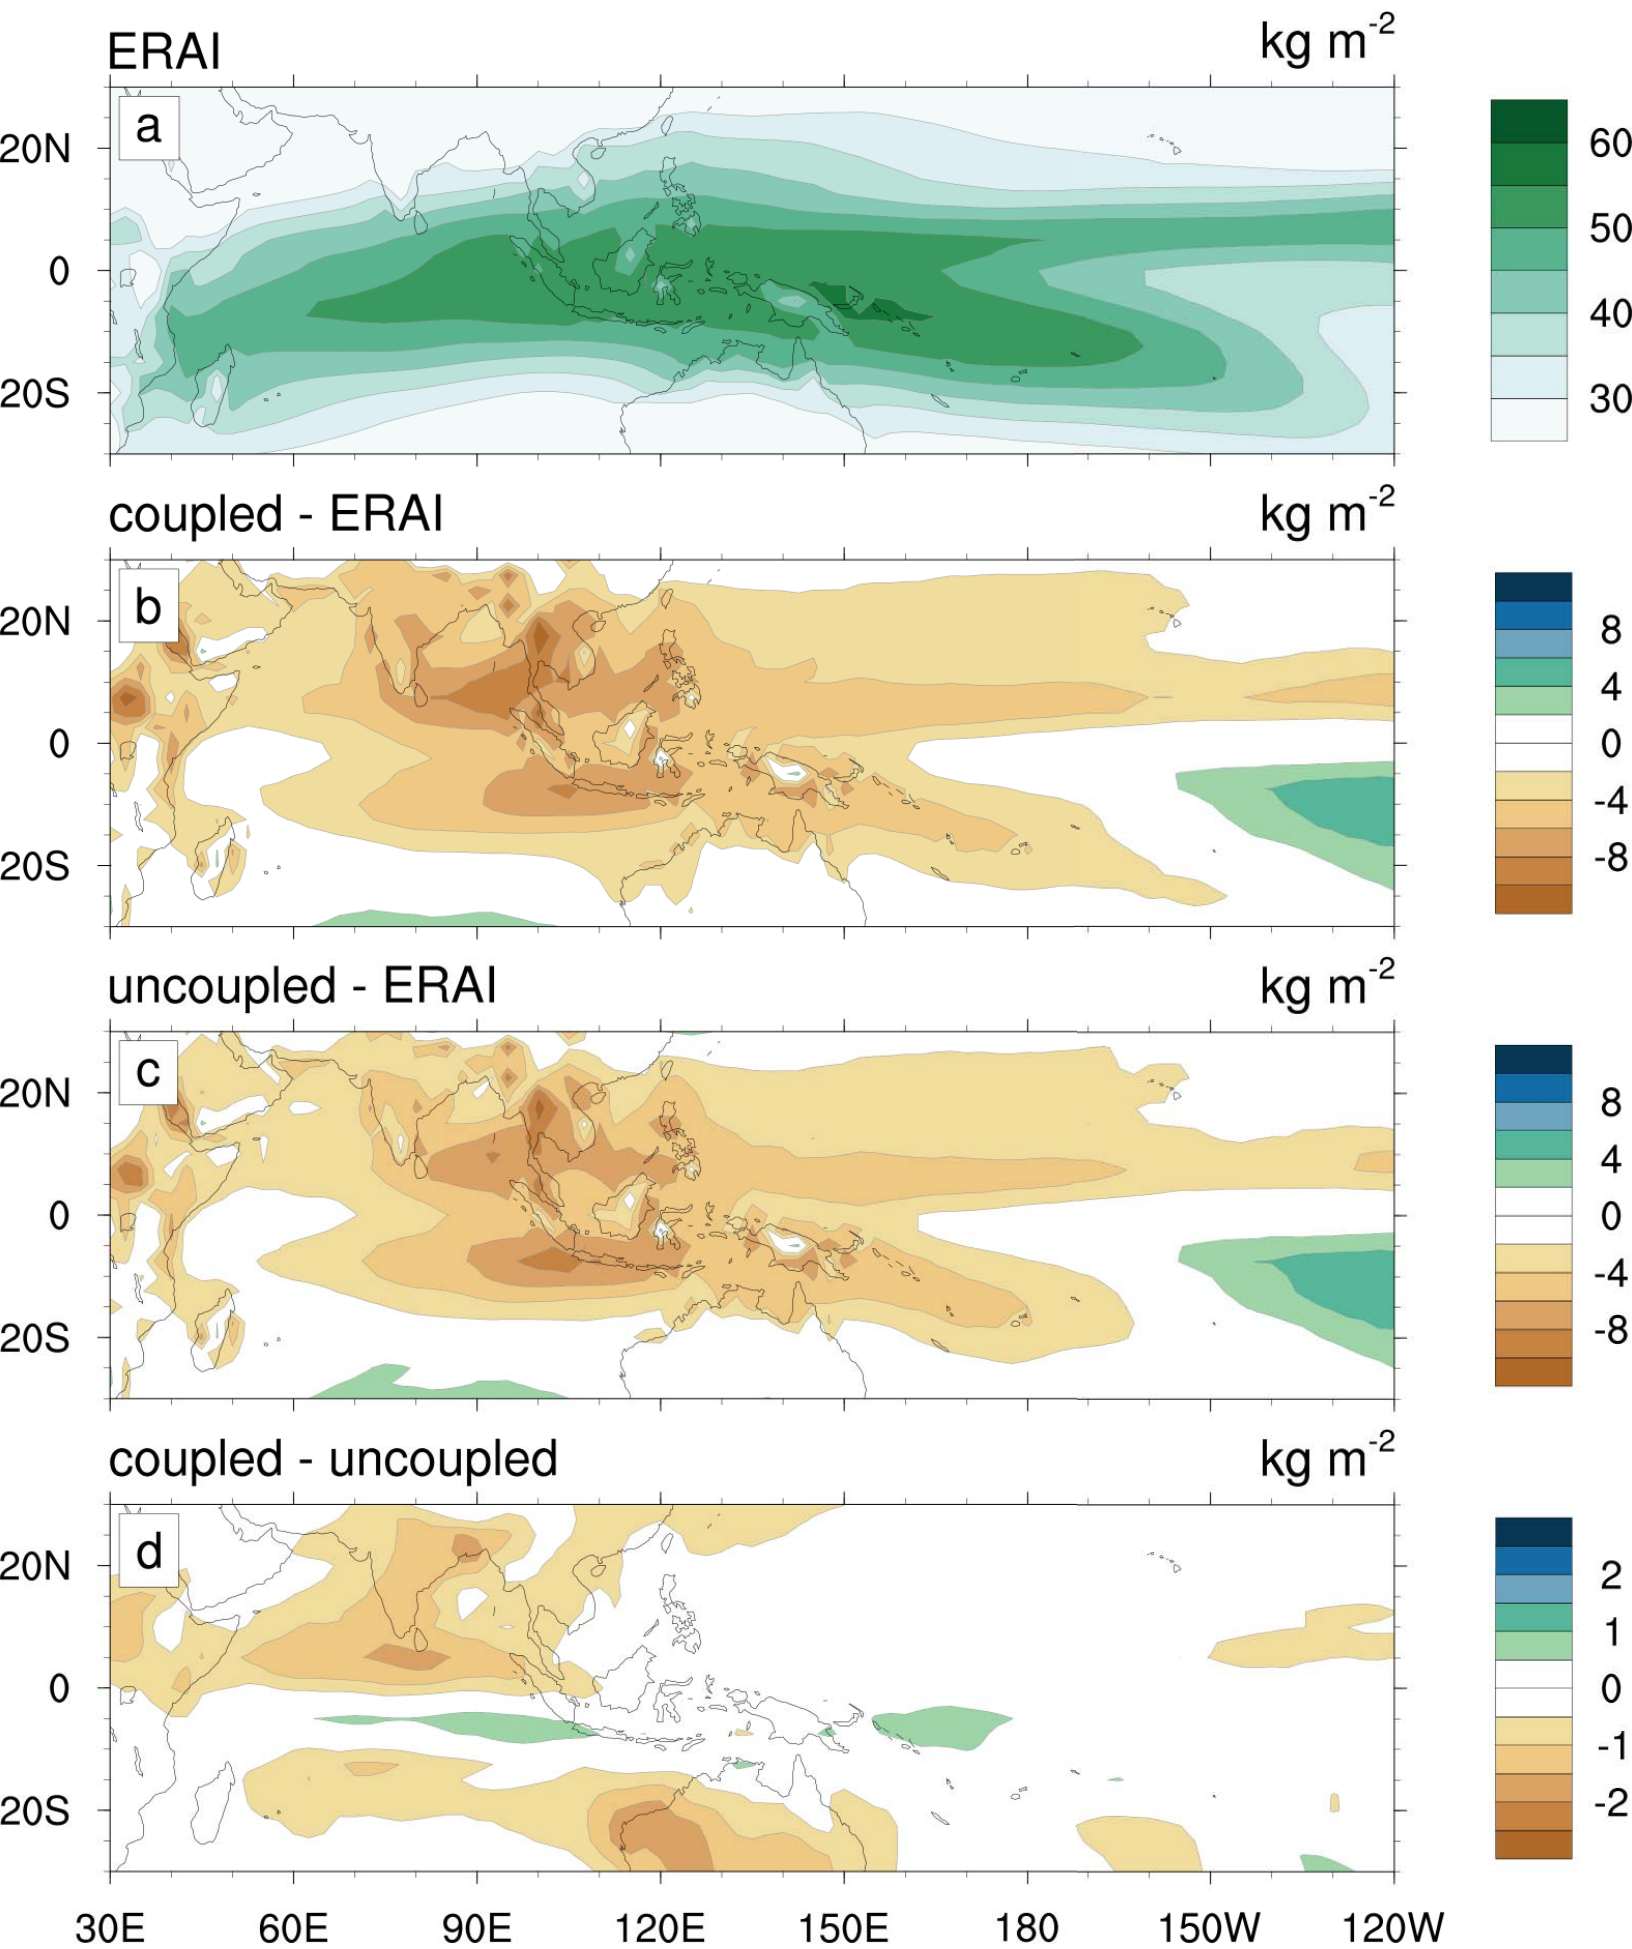 ERAI kg m-2
a
20N
0
20S
60
50
40
30
coupled - ERAI kg m-2
b
20N
0
20S
8
4
0
-4
-8
uncoupled - ERAI kg m-2
c
20N
0
20S
8
4
0
-4
-8
coupled - uncoupled kg m-2
d
20N
0
20S
2
1
0
-1
-2
30E 60E 90E 120E 150E 180 150W 120W